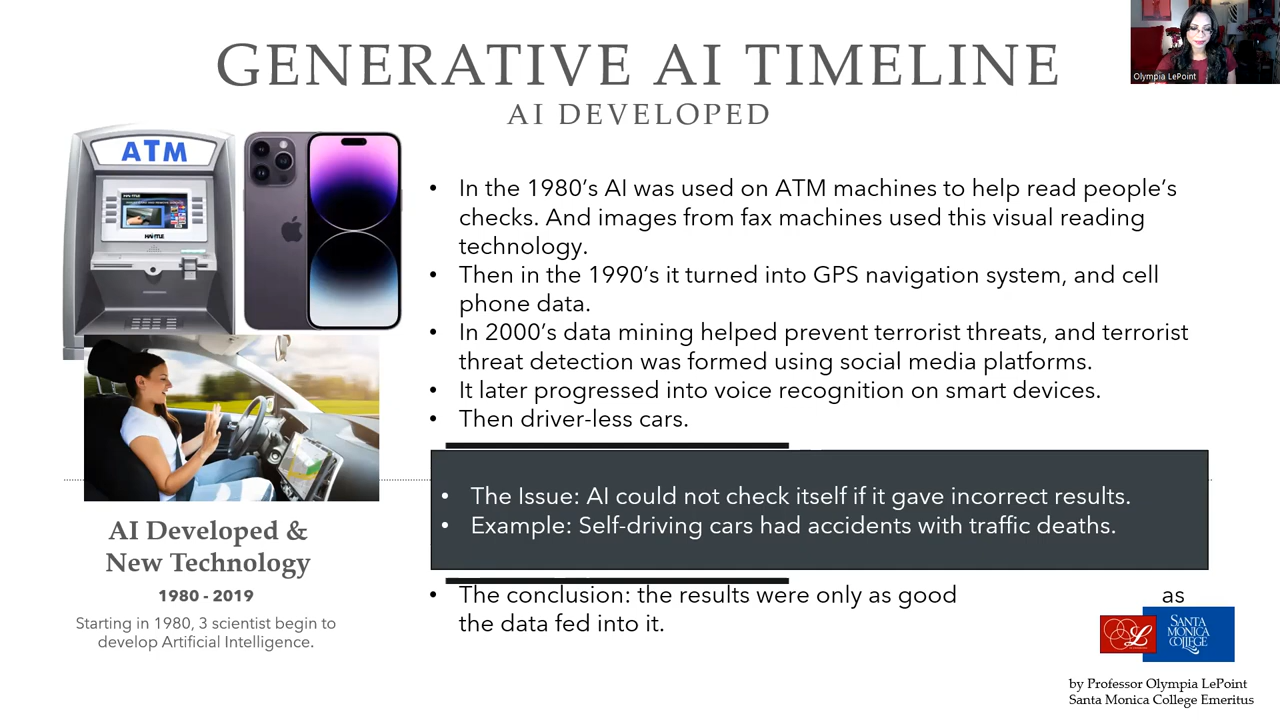 GENERATIVE AI TIMELINE
AI DEVELOPED
Olympia LePoint
ATM
• In the 1980's AI was used on ATM machines to help read people's
checks. And images from fax machines used this visual reading
technology.
• Then in the 1990's it turned into GPS navigation system, and cell
phone data.
• In 2000's data mining helped prevent terrorist threats, and terrorist
threat detection was formed using social media platforms.
• It later progressed into voice recognition on smart devices.
• Then driver-less cars.
• The Issue: AI could not check itself if it gave incorrect results.
• Example: Self-driving cars had accidents with traffic deaths.
• The conclusion: the results were only as good as
the data fed into it.
AI Developed &
New Technology
1980 - 2019
Starting in 1980, 3 scientist begin to
develop Artificial Intelligence.
L
SANTA
MONICA
COLLEGE
by Professor Olympia LePoint
Santa Monica College Emeritus